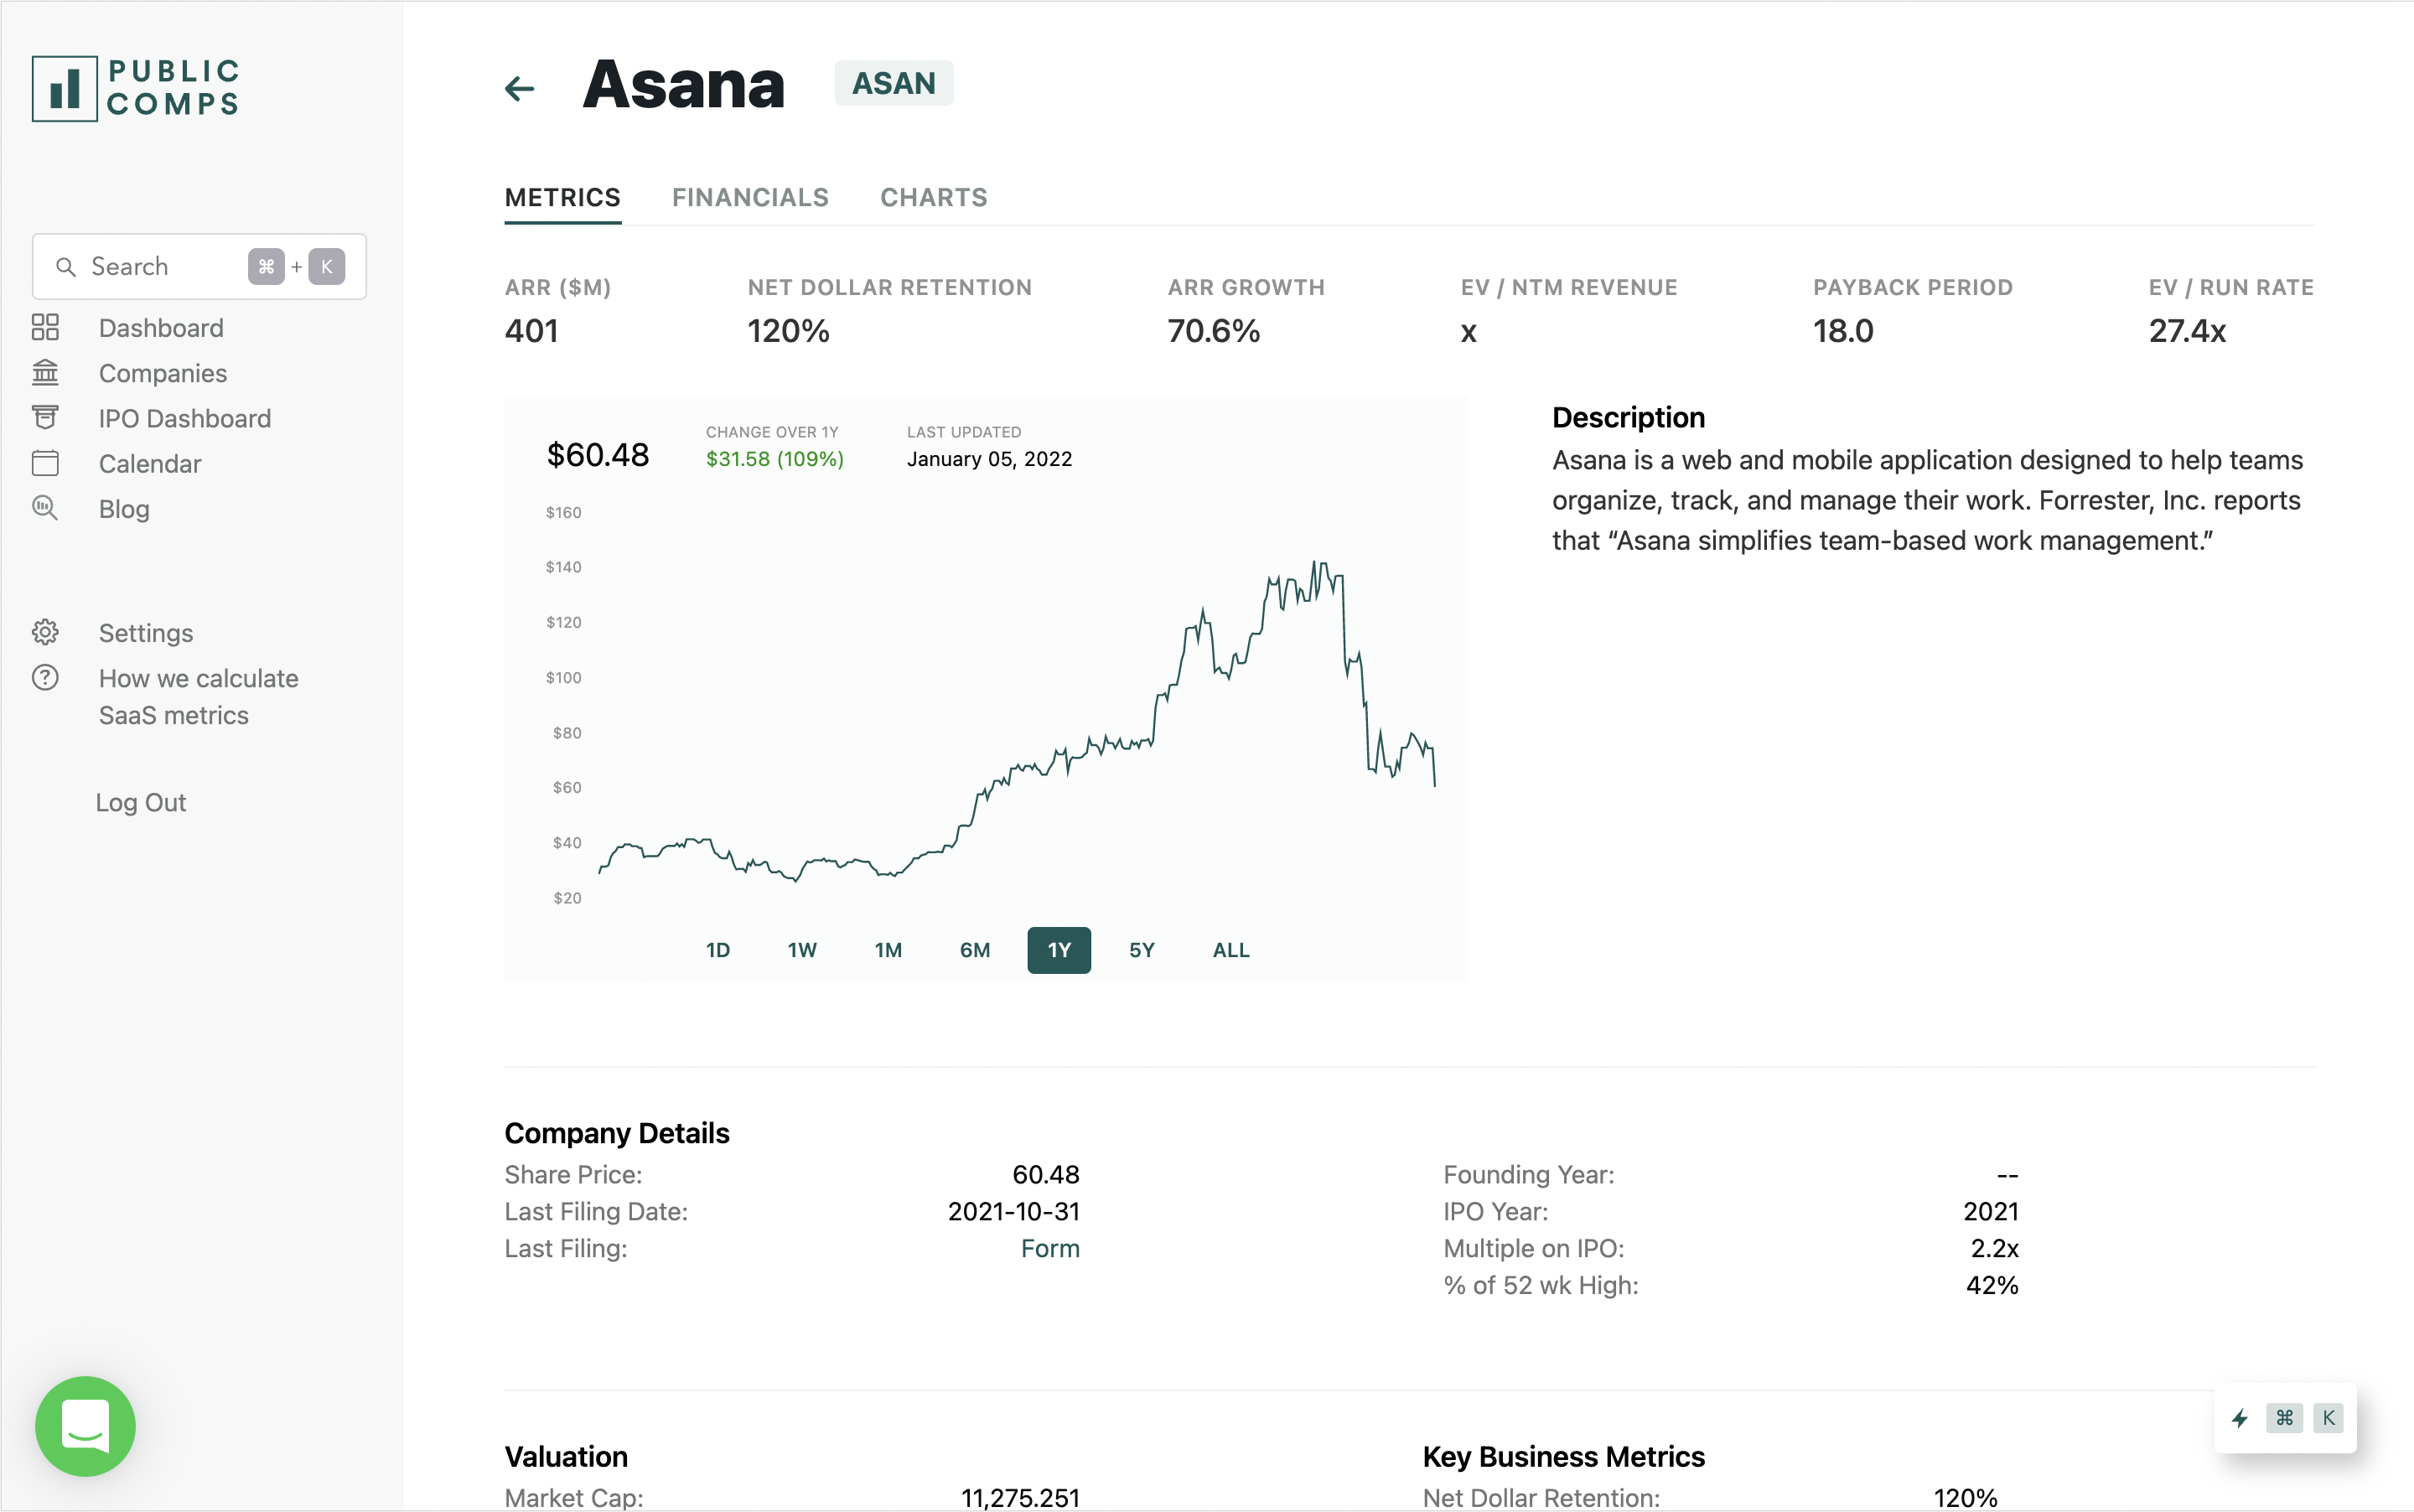 PUBLIC
COMPS
Search ⌘ + K
Dashboard
Companies
IPO Dashboard
Calendar
Blog
Settings
How we calculate
SaaS metrics
Log Out
Asana ASAN
METRICS FINANCIALS CHARTS
ARR ($M) NET DOLLAR RETENTION ARR GROWTH EV / NTM REVENUE PAYBACK PERIOD EV / RUN RATE
401 120% 70.6% x 18.0 27.4x
CHANGE OVER 1Y LAST UPDATED
$60.48 $31.58 (109%) January 05, 2022
$160
$140
$120
$100
$80
$60
$40
$20
1D 1W 1M 6M 1Y 5Y ALL
Description
Asana is a web and mobile application designed to help teams
organize, track, and manage their work. Forrester, Inc. reports
that “Asana simplifies team-based work management.”
Company Details
Share Price: 60.48
Last Filing Date: 2021-10-31
Last Filing: Form
Founding Year: --
IPO Year: 2021
Multiple on IPO: 2.2x
% of 52 wk High: 42%
Valuation
Market Cap: 11,275.251
Key Business Metrics
Net Dollar Retention: 120%
⌘ K